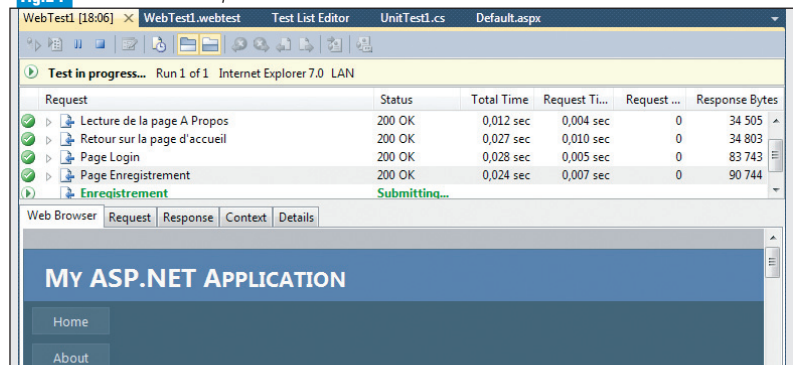 WebTest1 [18:06] WebTest1.webtest Test List Editor UnitTest1.cs Default.aspx
Test in progress... Run 1 of 1 Internet Explorer 7.0 LAN
Request Status Total Time Request Ti... Request ... Response Bytes
Lecture de la page A Propos 200 OK 0,012 sec 0,004 sec 0 34 505
Retour sur la page d'accueil 200 OK 0,027 sec 0,010 sec 0 34 803
Page Login 200 OK 0,028 sec 0,005 sec 0 83 743
Page Enregistrement 200 OK 0,024 sec 0,007 sec 0 90 744
Enregistrement Submitting...
Web Browser Request Response Context Details
MY ASP.NET APPLICATION
Home
About